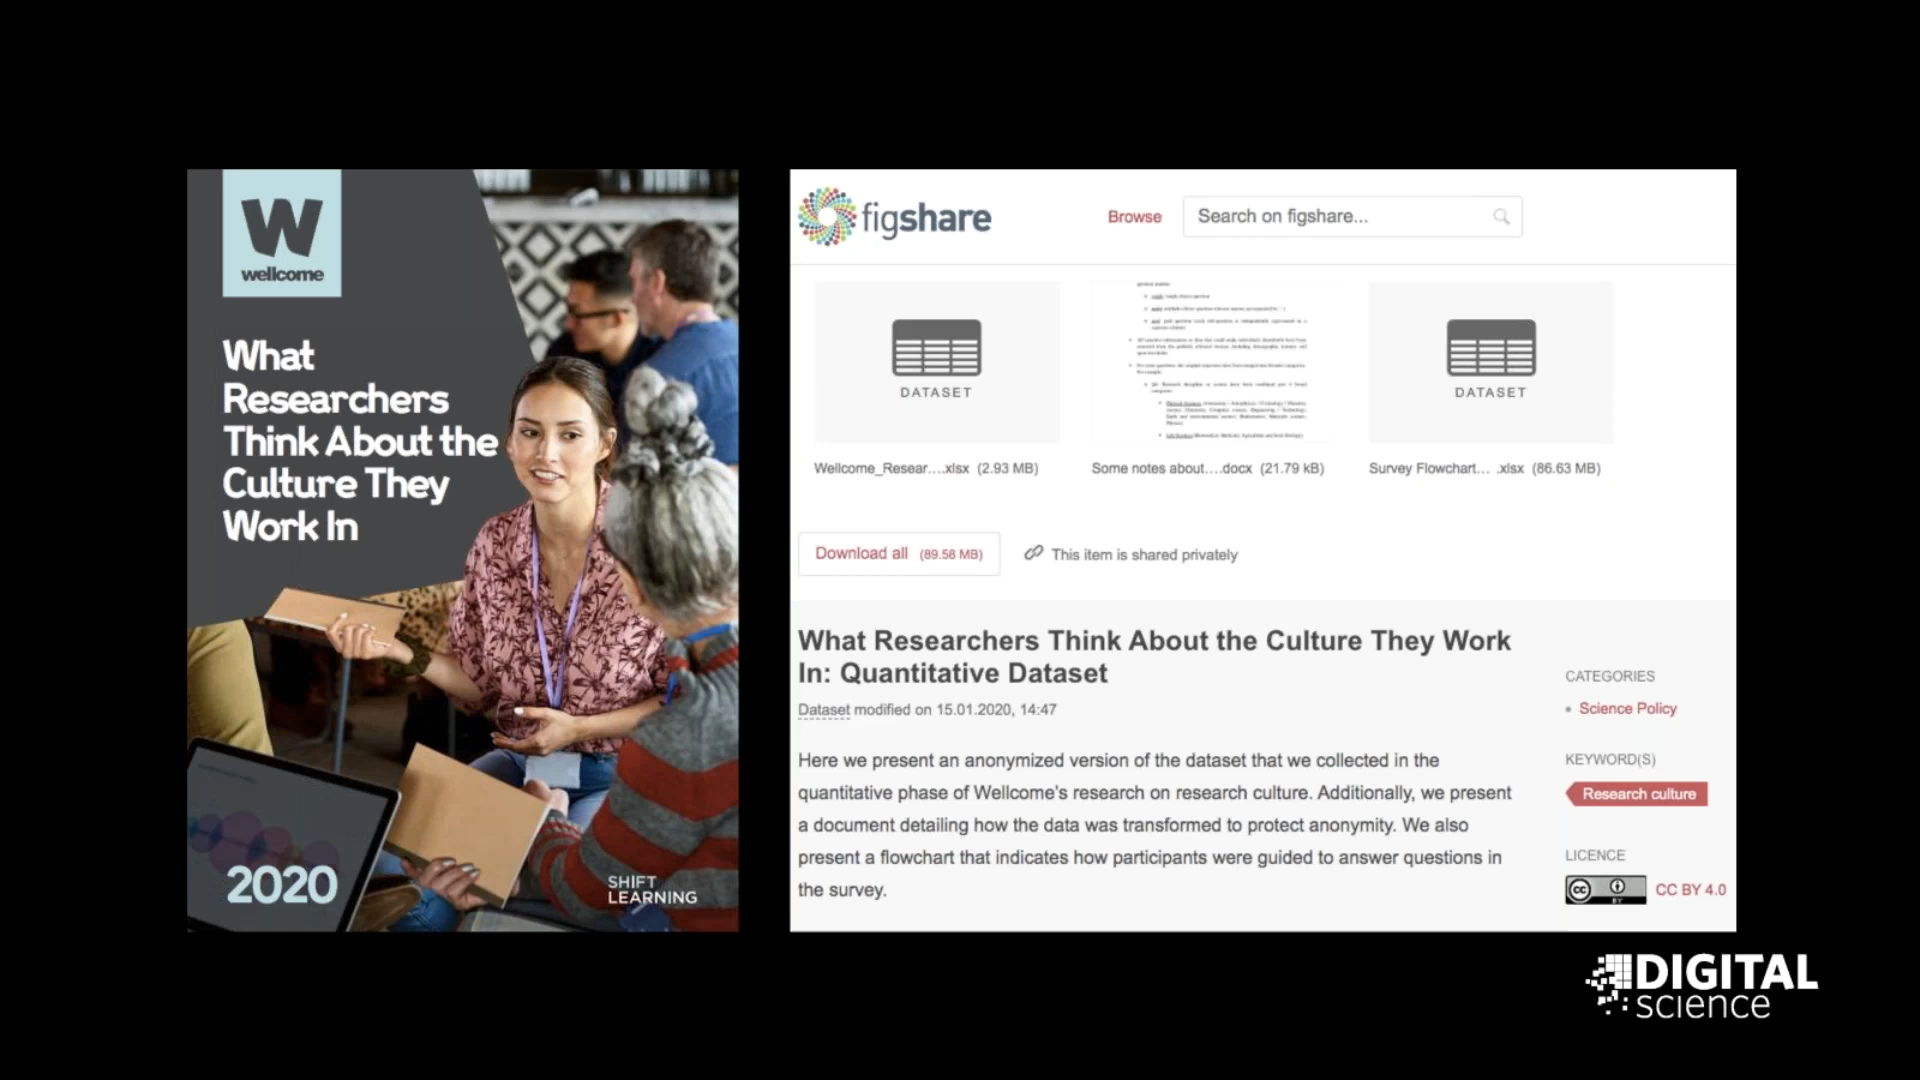 W
wellcome
What
Researchers
Think About the
Culture They
Work In
2020
SHIFT
LEARNING
figshare
Browse
Search on figshare...
DATASET
DATASET
Wellcome_Resear....xlsx (2.93 MB)
Some notes about....docx (21.79 kB)
Survey Flowchart... .xlsx (86.63 MB)
Download all (89.58 MB)
This item is shared privately
What Researchers Think About the Culture They Work
In: Quantitative Dataset
Dataset modified on 15.01.2020, 14:47
Here we present an anonymized version of the dataset that we collected in the
quantitative phase of Wellcome's research on research culture. Additionally, we present
a document detailing how the data was transformed to protect anonymity. We also
present a flowchart that indicates how participants were guided to answer questions in
the survey.
CATEGORIES
Science Policy
KEYWORD(S)
Research culture
LICENCE
cc
BY
CC BY 4.0
DIGITAL
science